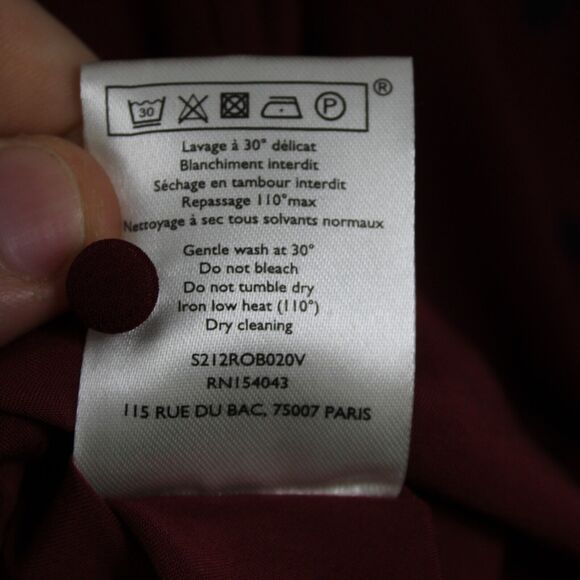 30 P ®
Lavage à 30° délicat
Blanchiment interdit
Séchage en tambour interdit
Repassage 110°max
Nettoyage à sec tous solvants normaux
Gentle wash at 30°
Do not bleach
Do not tumble dry
Iron low heat (110°)
Dry cleaning
S212ROB020V
RN154043
115 RUE DU BAC, 75007 PARIS